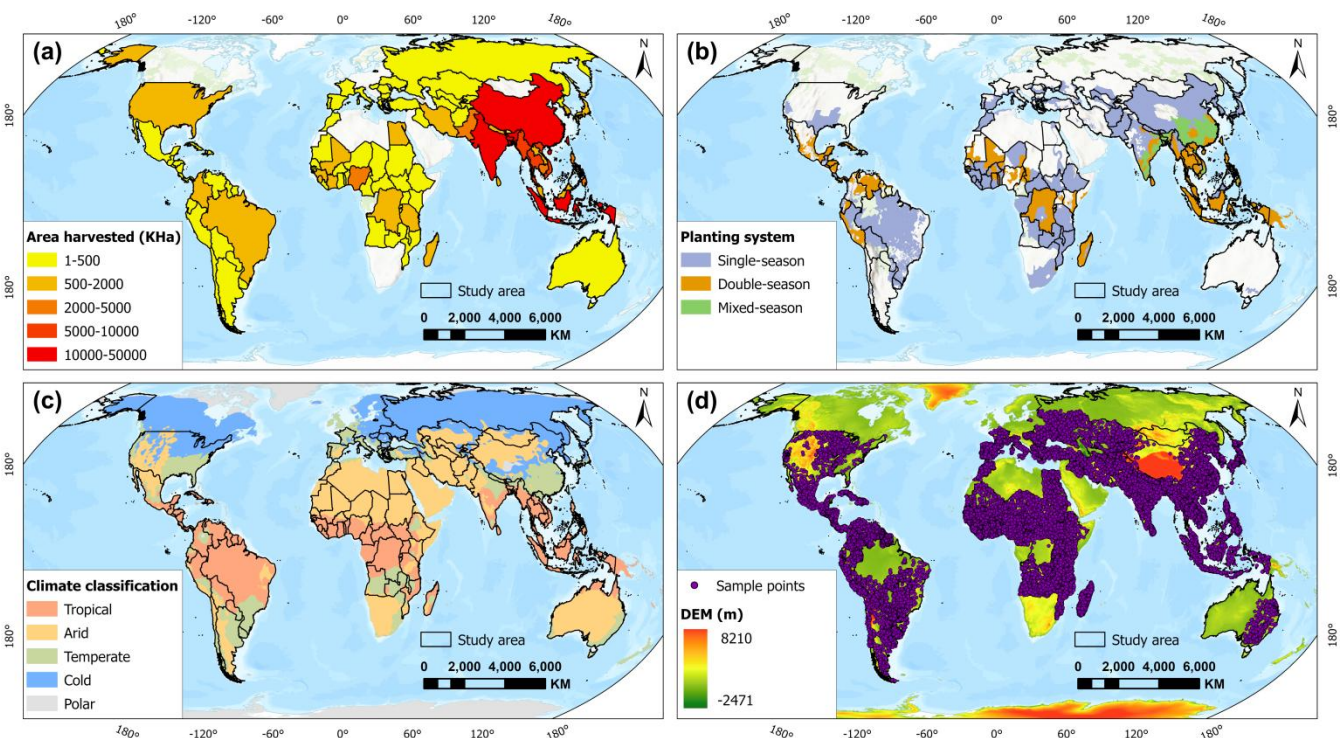 180° -120° -60° 0° 60° 120° 180°
180° -120° -60° 0° 60° 120° 180°
(a)
N
180°
180°
Area harvested (KHa)
1-500
500-2000
2000-5000
5000-10000
10000-50000
Study area
0 2,000 4,000 6,000
KM
(b)
N
180°
180°
Planting system
Single-season
Double-season
Mixed-season
Study area
0 2,000 4,000 6,000
KM
(c)
N
180°
180°
Climate classification
Tropical
Arid
Temperate
Cold
Polar
Study area
0 2,000 4,000 6,000
KM
(d)
N
180°
180°
Sample points
DEM (m)
8210
-2471
Study area
0 2,000 4,000 6,000
KM
180° -120° -60° 0° 60° 120° 180°
180° -120° -60° 0° 60° 120° 180°